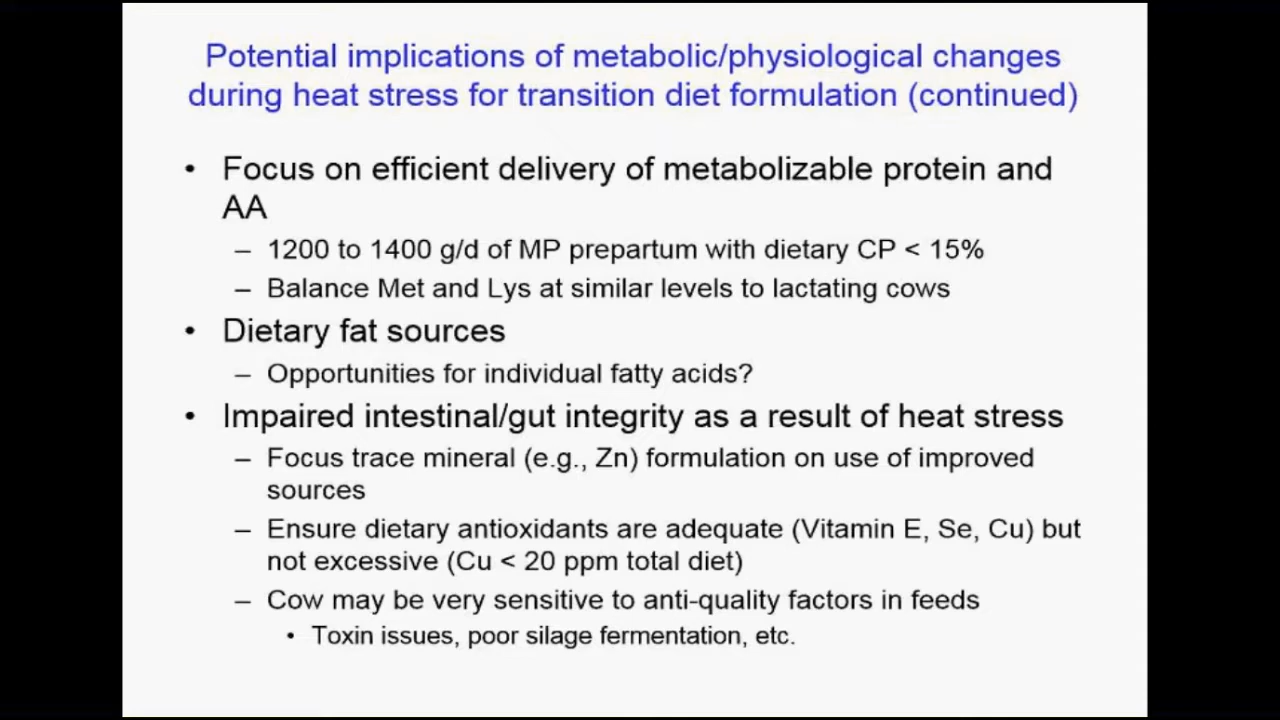 Potential implications of metabolic/physiological changes
during heat stress for transition diet formulation (continued)
• Focus on efficient delivery of metabolizable protein and
AA
– 1200 to 1400 g/d of MP prepartum with dietary CP < 15%
– Balance Met and Lys at similar levels to lactating cows
• Dietary fat sources
– Opportunities for individual fatty acids?
• Impaired intestinal/gut integrity as a result of heat stress
– Focus trace mineral (e.g., Zn) formulation on use of improved
sources
– Ensure dietary antioxidants are adequate (Vitamin E, Se, Cu) but
not excessive (Cu < 20 ppm total diet)
– Cow may be very sensitive to anti-quality factors in feeds
• Toxin issues, poor silage fermentation, etc.